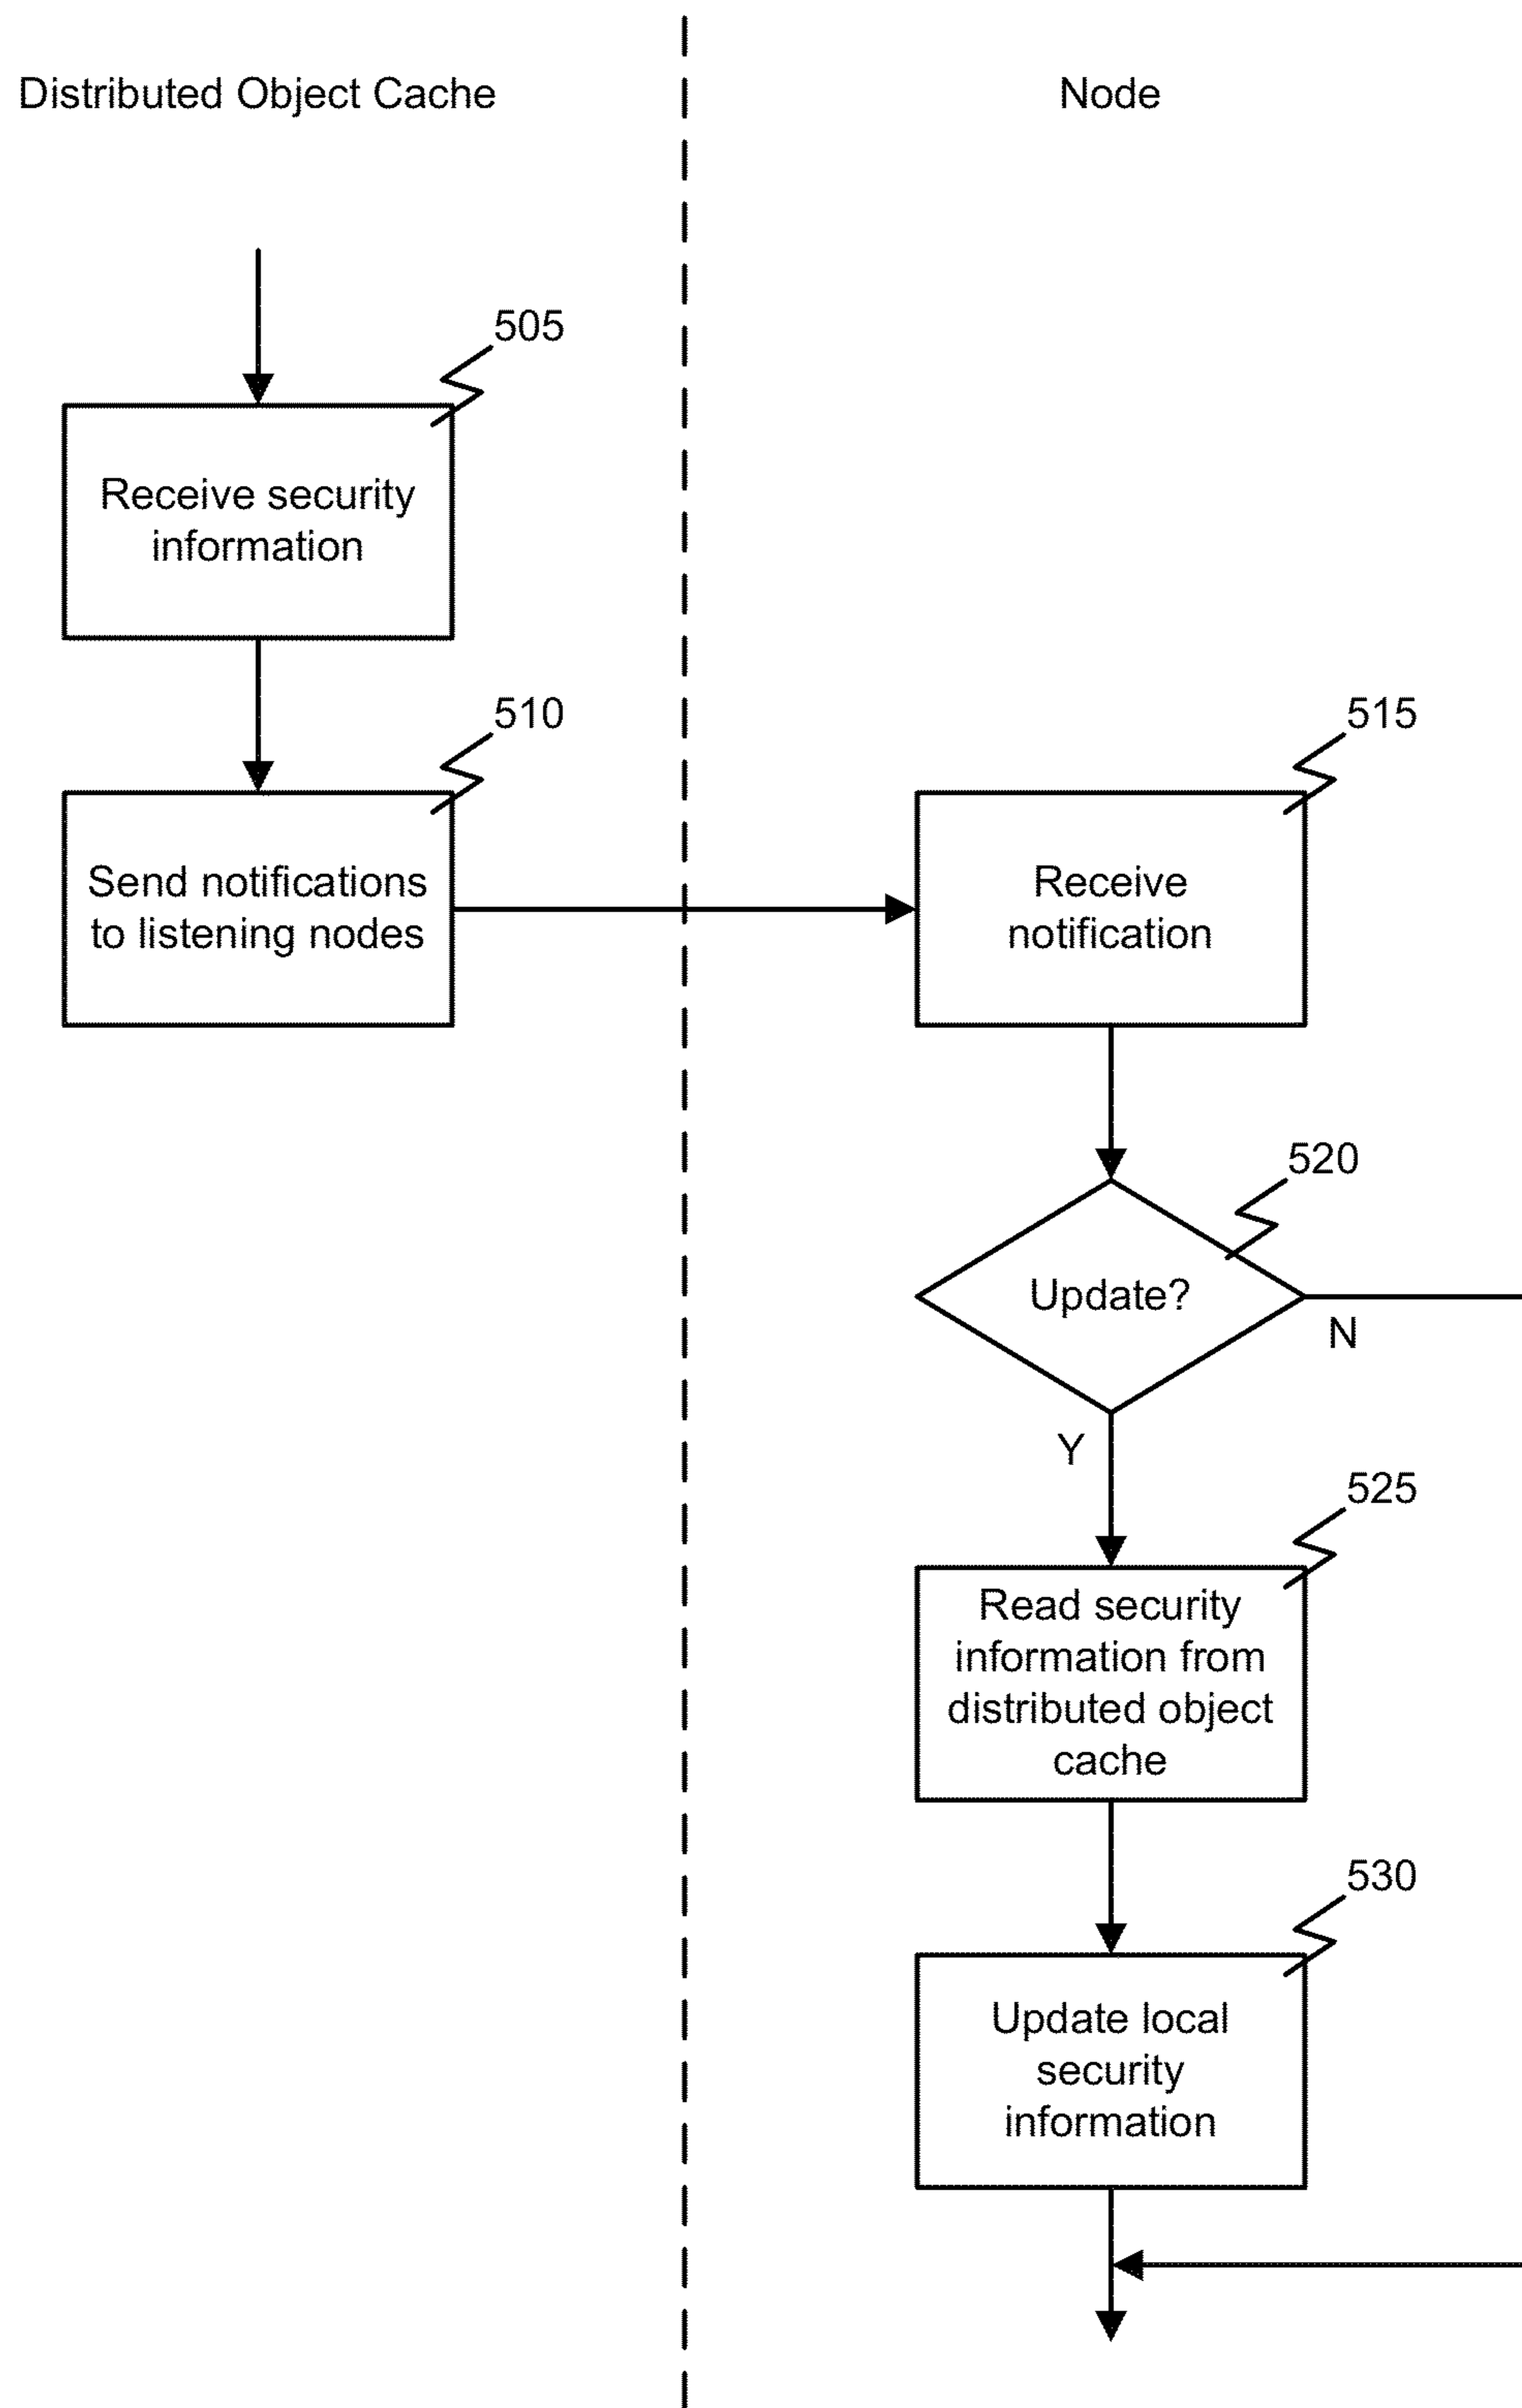 Distributed Object Cache
Node
505
Receive security
information
510
Send notifications
to listening nodes
515
Receive
notification
520
Update?
N
Y
525
Read security
information from
distributed object
cache
530
Update local
security
information